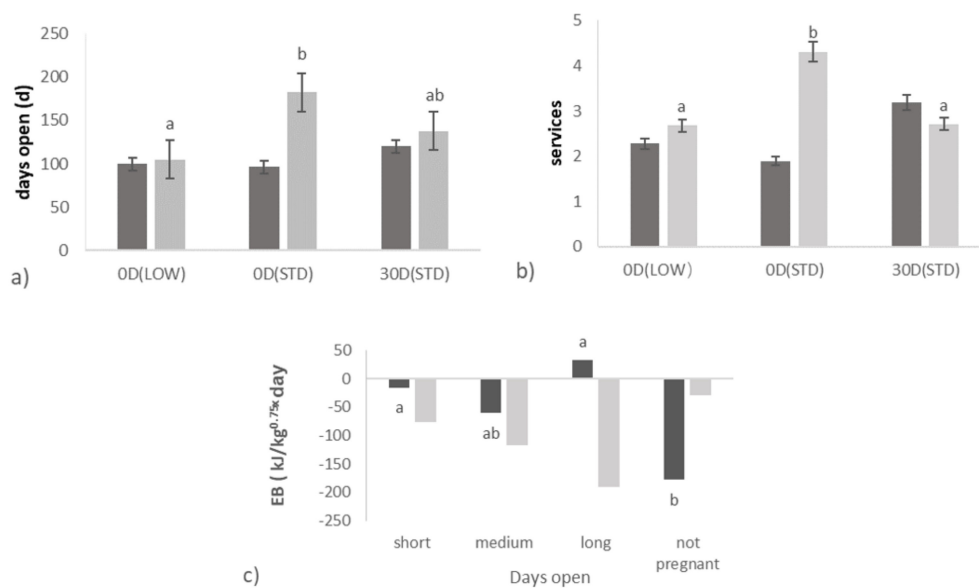 250
200
150
100
50
0
days open (d)
a
b
ab
0D(LOW)
0D(STD)
30D(STD)
a)
5
4
3
2
1
0
services
a
b
a
0D(LOW)
0D(STD)
30D(STD)
b)
50
0
-50
-100
-150
-200
-250
EB ( kJ/kg^0.75*day
a
ab
a
b
short
medium
long
not
pregnant
Days open
c)